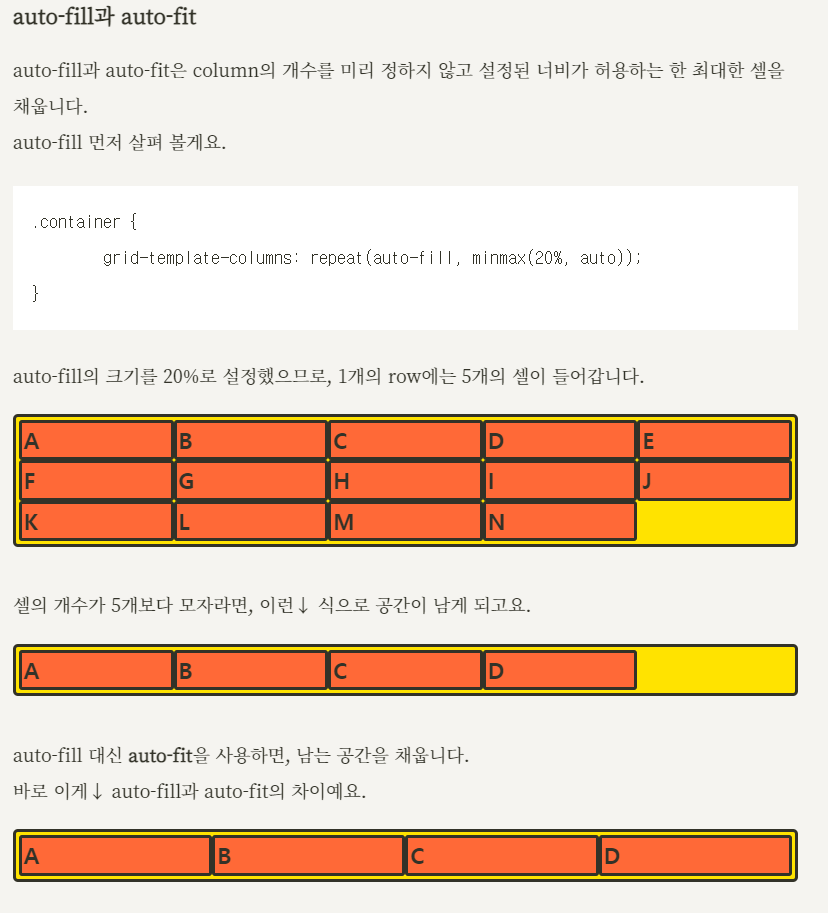 auto-fill과 auto-fit
auto-fill과 auto-fit은 column의 개수를 미리 정하지 않고 설정된 너비가 허용하는 한 최대한 셀을
채웁니다.
auto-fill 먼저 살펴 볼게요.
.container {
grid-template-columns: repeat(auto-fill, minmax(20%, auto));
}
auto-fill의 크기를 20%로 설정했으므로, 1개의 row에는 5개의 셀이 들어갑니다.
A B C D E
F G H I J
K L M N
셀의 개수가 5개보다 모자라면, 이런↓ 식으로 공간이 남게 되고요.
A B C D
auto-fill 대신 auto-fit을 사용하면, 남는 공간을 채웁니다.
바로 이게↓ auto-fill과 auto-fit의 차이예요.
A B C D